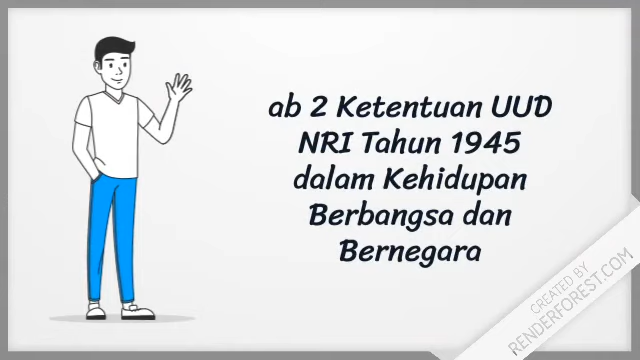 ab 2 Ketentuan UUD
NRI Tahun 1945
dalam Kehidupan
Berbangsa dan
Bernegara
CREATED BY
RENDERFOREST.COM